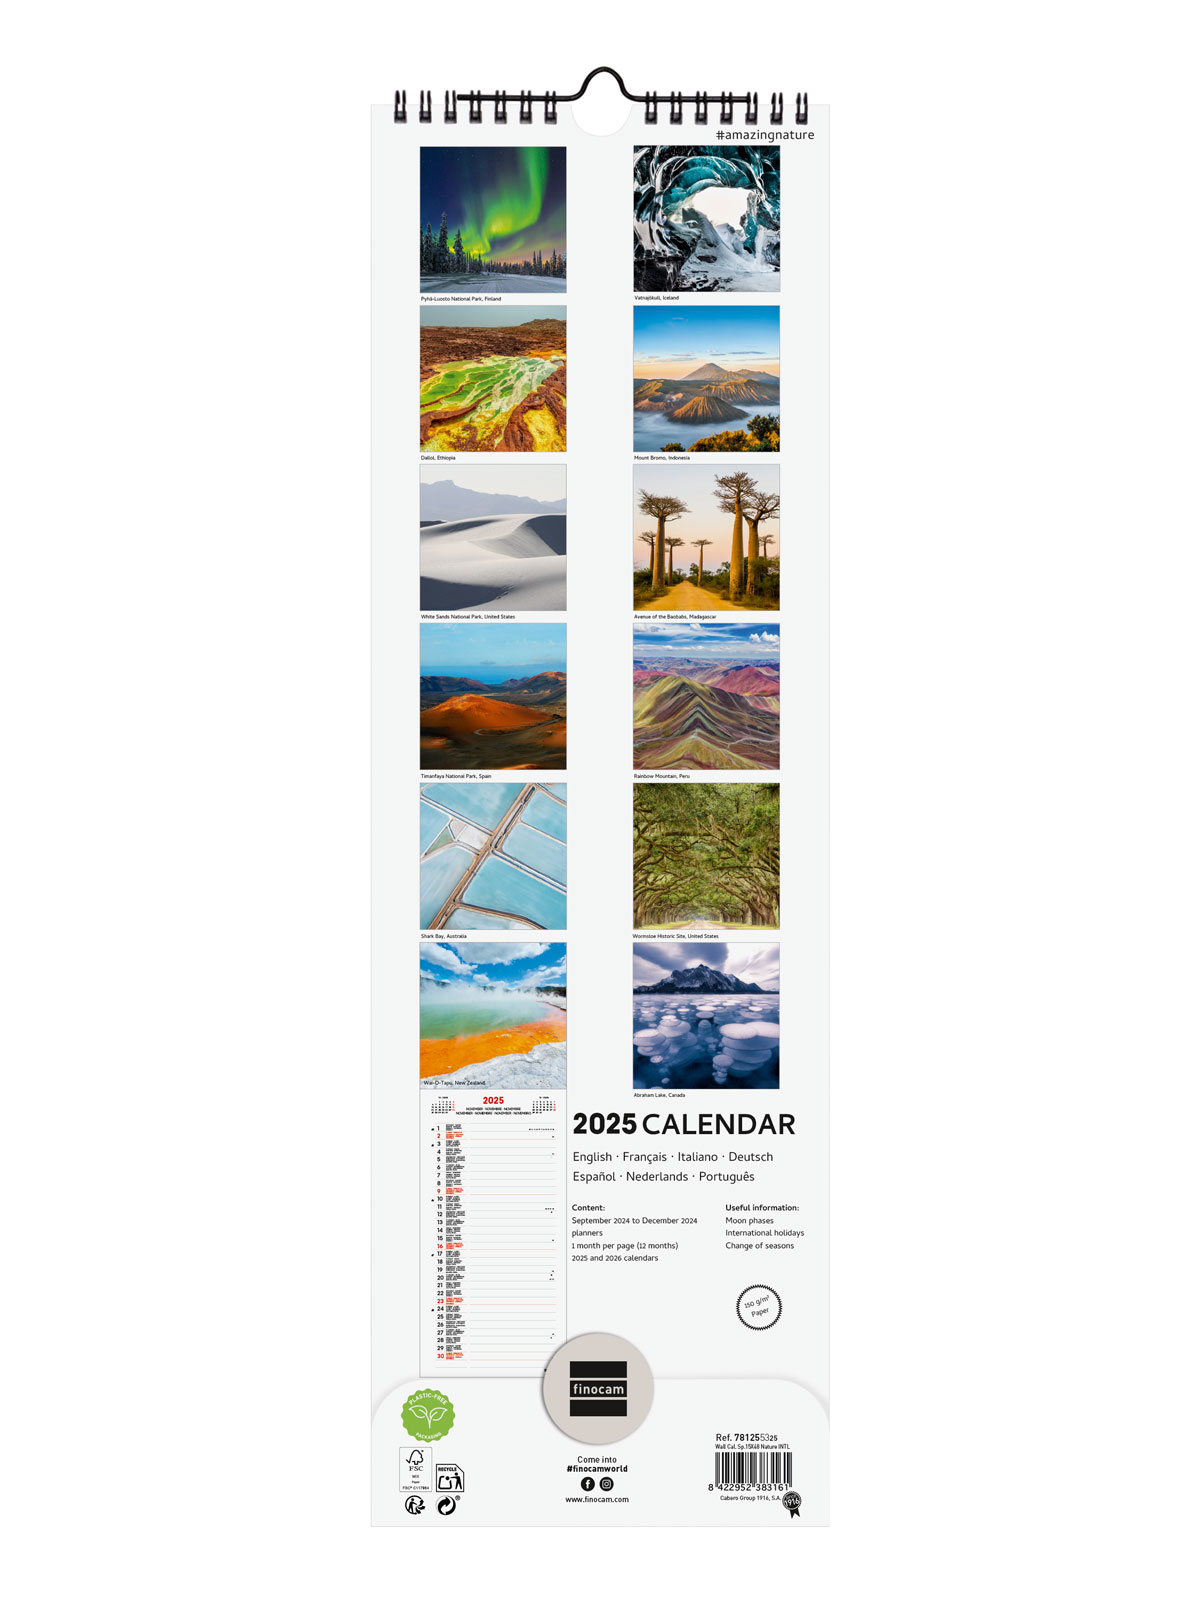 #amazingnature
Pyhä-Luosto National Park, Finland
Vatnajökull, Iceland
Dallol, Ethiopia
Mount Bromo, Indonesia
White Sands National Park, United States
Avenue of the Baobabs, Madagascar
Timanfaya National Park, Spain
Rainbow Mountain, Peru
Shark Bay, Australia
Wormsloe Historic Site, United States
Wai-O-Tapu, New Zealand
Abraham Lake, Canada
2025
1
2
3
4
5
6
7
8
9
10
11
12
13
14
15
16
17
18
19
20
21
22
23
24
25
26
27
28
29
30
2025 CALENDAR
English · Français · Italiano · Deutsch
Español · Nederlands · Português
Content:
September 2024 to December 2024
planners
1 month per page (12 months)
2025 and 2026 calendars
Useful information:
Moon phases
International holidays
Change of seasons
150 g/m²
Paper
finocam
PLASTIC-FREE
PACKAGING
FSC
RECYCLE
Come into
#finocamworld
www.finocam.com
Ref. 781255325
Wall Cal. Sp.15X48 Nature INTL
8 422952 383161
Cabero Group 1916, S.A.
1916